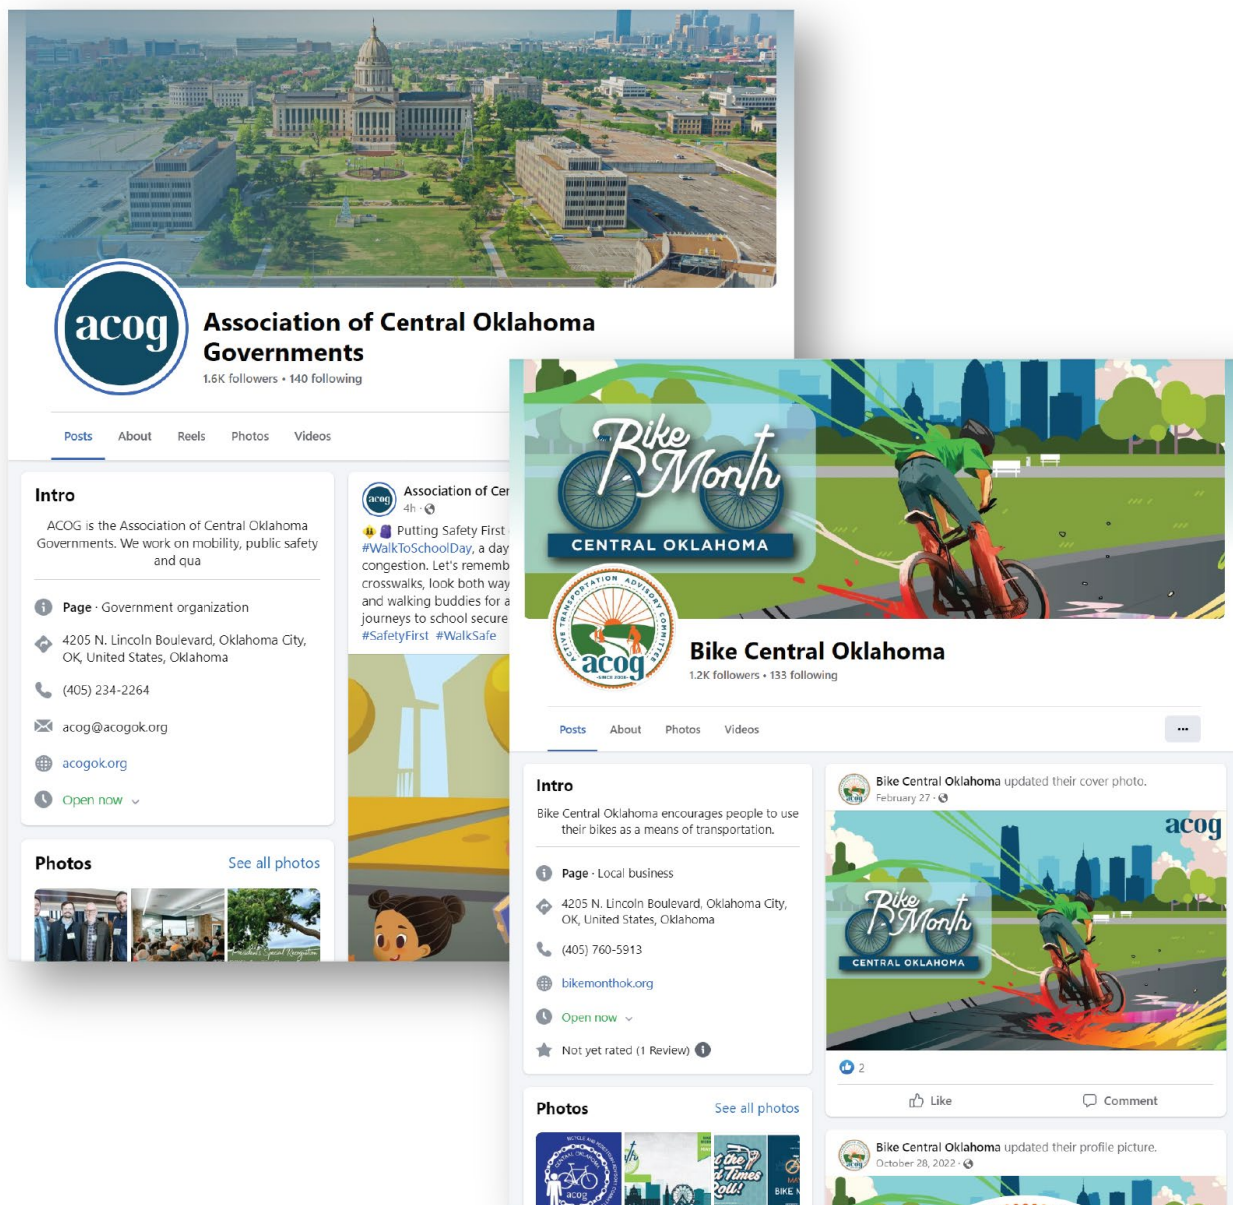 acog
Association of Central Oklahoma
Governments
1.6K followers • 140 following
Posts About Reels Photos Videos
Intro
ACOG is the Association of Central Oklahoma
Governments. We work on mobility, public safety
and qua
Page · Government organization
4205 N. Lincoln Boulevard, Oklahoma City,
OK, United States, Oklahoma
(405) 234-2264
acog@acogok.org
acogok.org
Open now
Photos See all photos
President's Special Recognition
acog
Association of Cer
4h ·
Putting Safety First
#WalkToSchoolDay, a day
congestion. Let's rememb
crosswalks, look both way
and walking buddies for a
journeys to school secure
#SafetyFirst #WalkSafe
Bike
Month
CENTRAL OKLAHOMA
ACTIVE TRANSPORTATION ADVISORY COMMITTEE
acog
Bike Central Oklahoma
1.2K followers • 133 following
Posts About Photos Videos
Intro
Bike Central Oklahoma encourages people to use
their bikes as a means of transportation.
Page · Local business
4205 N. Lincoln Boulevard, Oklahoma City,
OK, United States, Oklahoma
(405) 760-5913
bikemonthok.org
Open now
Not yet rated (1 Review)
Photos See all photos
acog
Times
Roll!
BIKE
Bike Central Oklahoma updated their cover photo.
February 27 ·
acog
Bike
Month
CENTRAL OKLAHOMA
2
Like Comment
Bike Central Oklahoma updated their profile picture.
October 28, 2022 ·